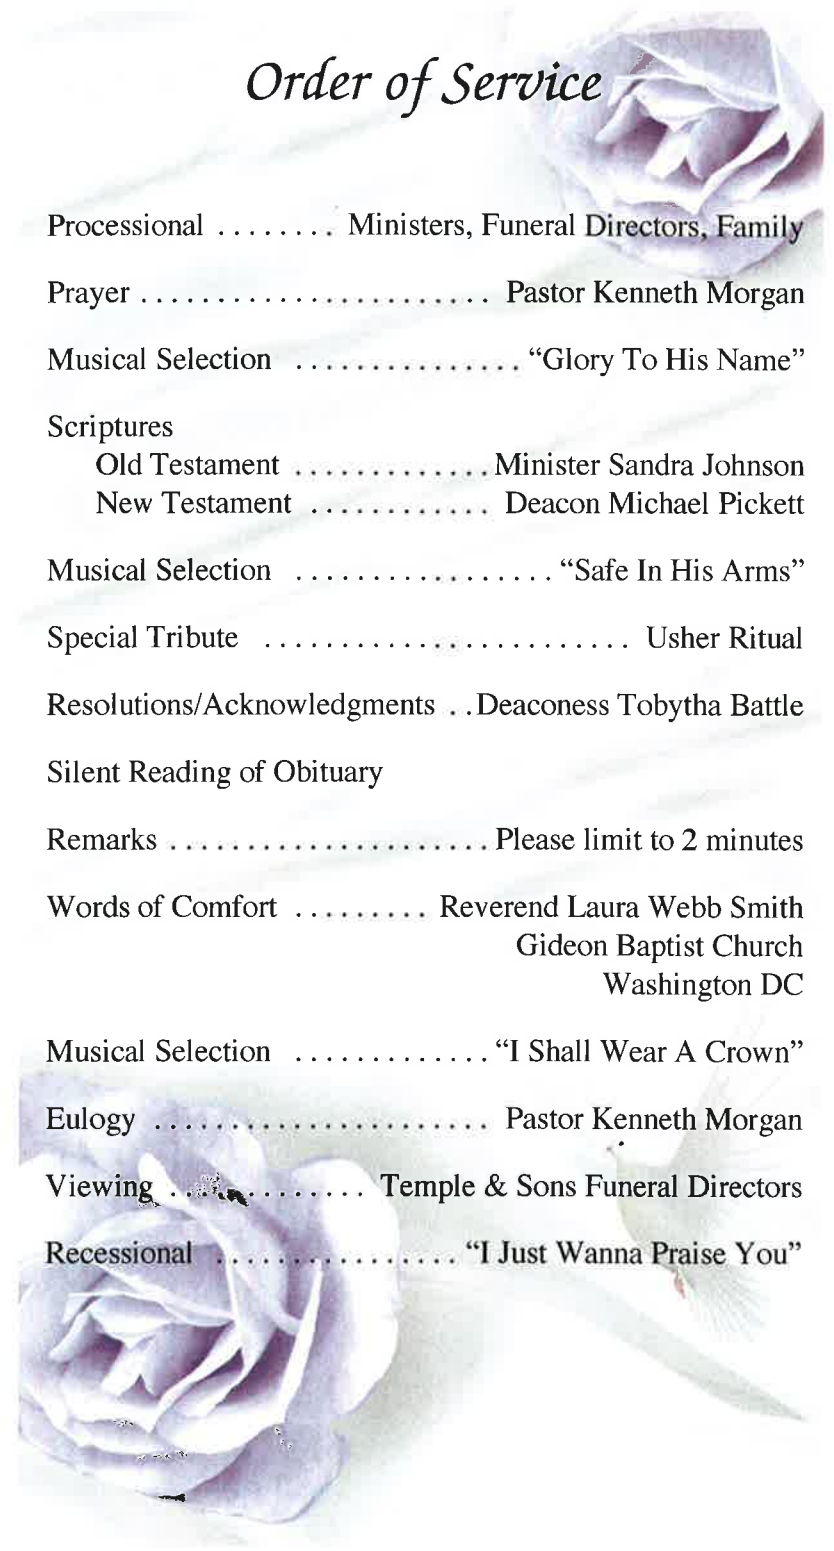 Order of Service
Processional ........ Ministers, Funeral Directors, Family
Prayer ....................... Pastor Kenneth Morgan
Musical Selection ............... “Glory To His Name”
Scriptures
Old Testament ............. Minister Sandra Johnson
New Testament ............ Deacon Michael Pickett
Musical Selection ................. “Safe In His Arms”
Special Tribute ........................ Usher Ritual
Resolutions/Acknowledgments .. Deaconess Tobytha Battle
Silent Reading of Obituary
Remarks ..................... Please limit to 2 minutes
Words of Comfort ......... Reverend Laura Webb Smith
Gideon Baptist Church
Washington DC
Musical Selection ............. “I Shall Wear A Crown”
Eulogy ...................... Pastor Kenneth Morgan
Viewing ............. Temple & Sons Funeral Directors
Recessional ................ “I Just Wanna Praise You”